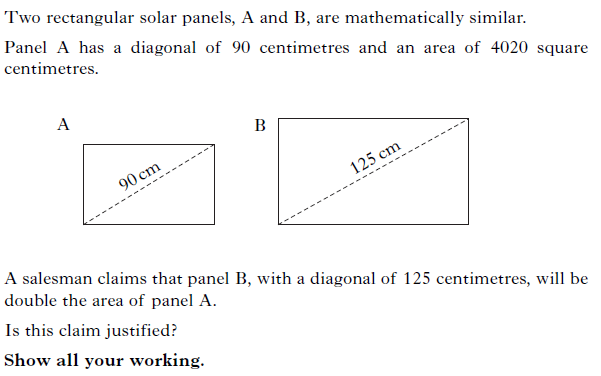 Two rectangular solar panels, A and B, are mathematically similar.
Panel A has a diagonal of 90 centimetres and an area of 4020 square
centimetres.
A
B
90 cm
125 cm
A salesman claims that panel B, with a diagonal of 125 centimetres, will be
double the area of panel A.
Is this claim justified?
Show all your working.